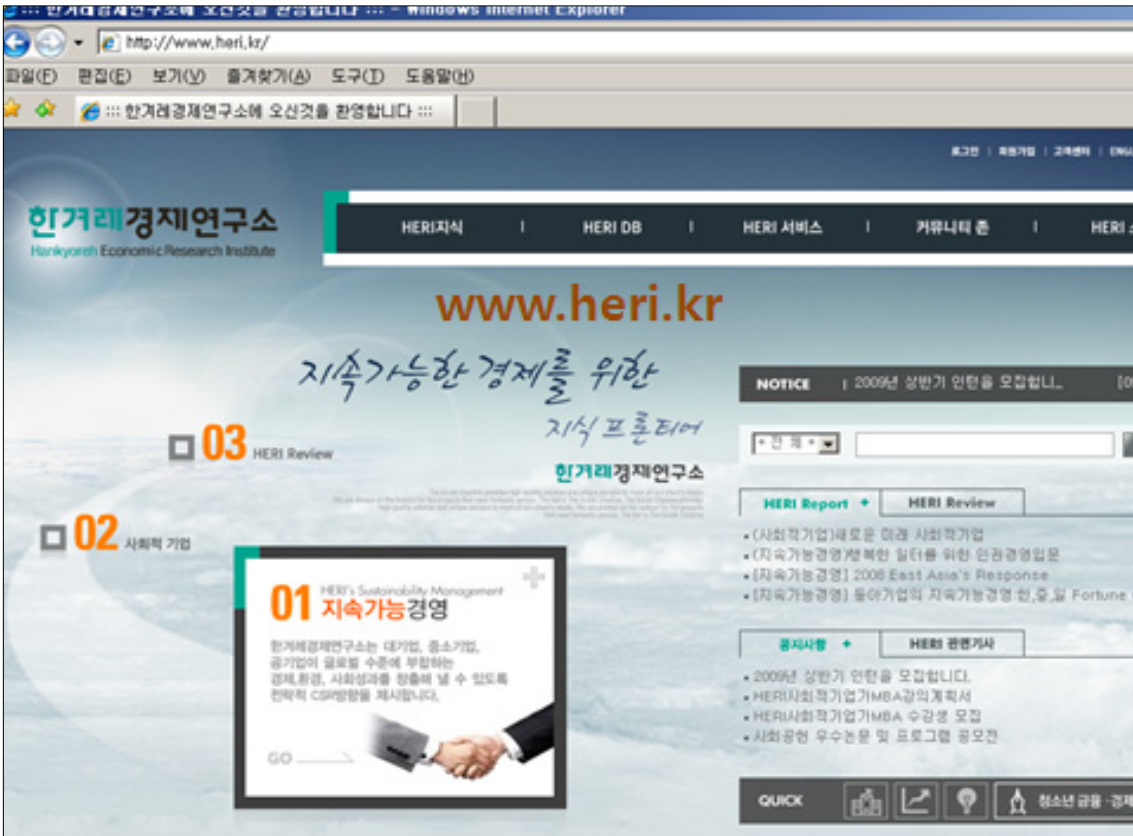 ::: 한겨레경제연구소에 오신것을 환영합니다 ::: - Windows Internet Explorer
http://www.heri.kr/
파일(F) 편집(E) 보기(V) 즐겨찾기(A) 도구(T) 도움말(H)
::: 한겨레경제연구소에 오신것을 환영합니다 :::
로그인 | 회원가입 | 고객센터 |
한겨레경제연구소
Hankyoreh Economic Research Institute
HERI지식 | HERI DB | HERI 서비스 | 커뮤니티 존 | HERI
www.heri.kr
지속가능한 경제를 위한
지식 프론티어
한겨레경제연구소
NOTICE | 2009년 상반기 인턴을 모집합니...
* 전 체 *
03 HERI Review
02 사회적 기업
HERI Report + HERI Review
(사회적기업)새로운 미래 사회적기업
(지속가능경영)행복한 일터를 위한 인권경영입문
[지속가능경영] 2008 East Asia's Response
[지속가능경영] 동아기업의 지속가능경영:한,중,일 Fortune
01 HERI's Sustainability Management
지속가능경영
한겨레경제연구소는 대기업, 중소기업,
공기업이 글로벌 수준에 부합하는
경제,환경, 사회성과를 창출해 낼 수 있도록
전략적 CSR방향을 제시합니다.
GO
공지사항 + HERI 관련기사
2009년 상반기 인턴을 모집합니다.
HERI사회적기업가MBA강의계획서
HERI사회적기업가MBA 수강생 모집
사회공헌 우수논문 및 프로그램 공모전
QUICK
청소년 금융·경제